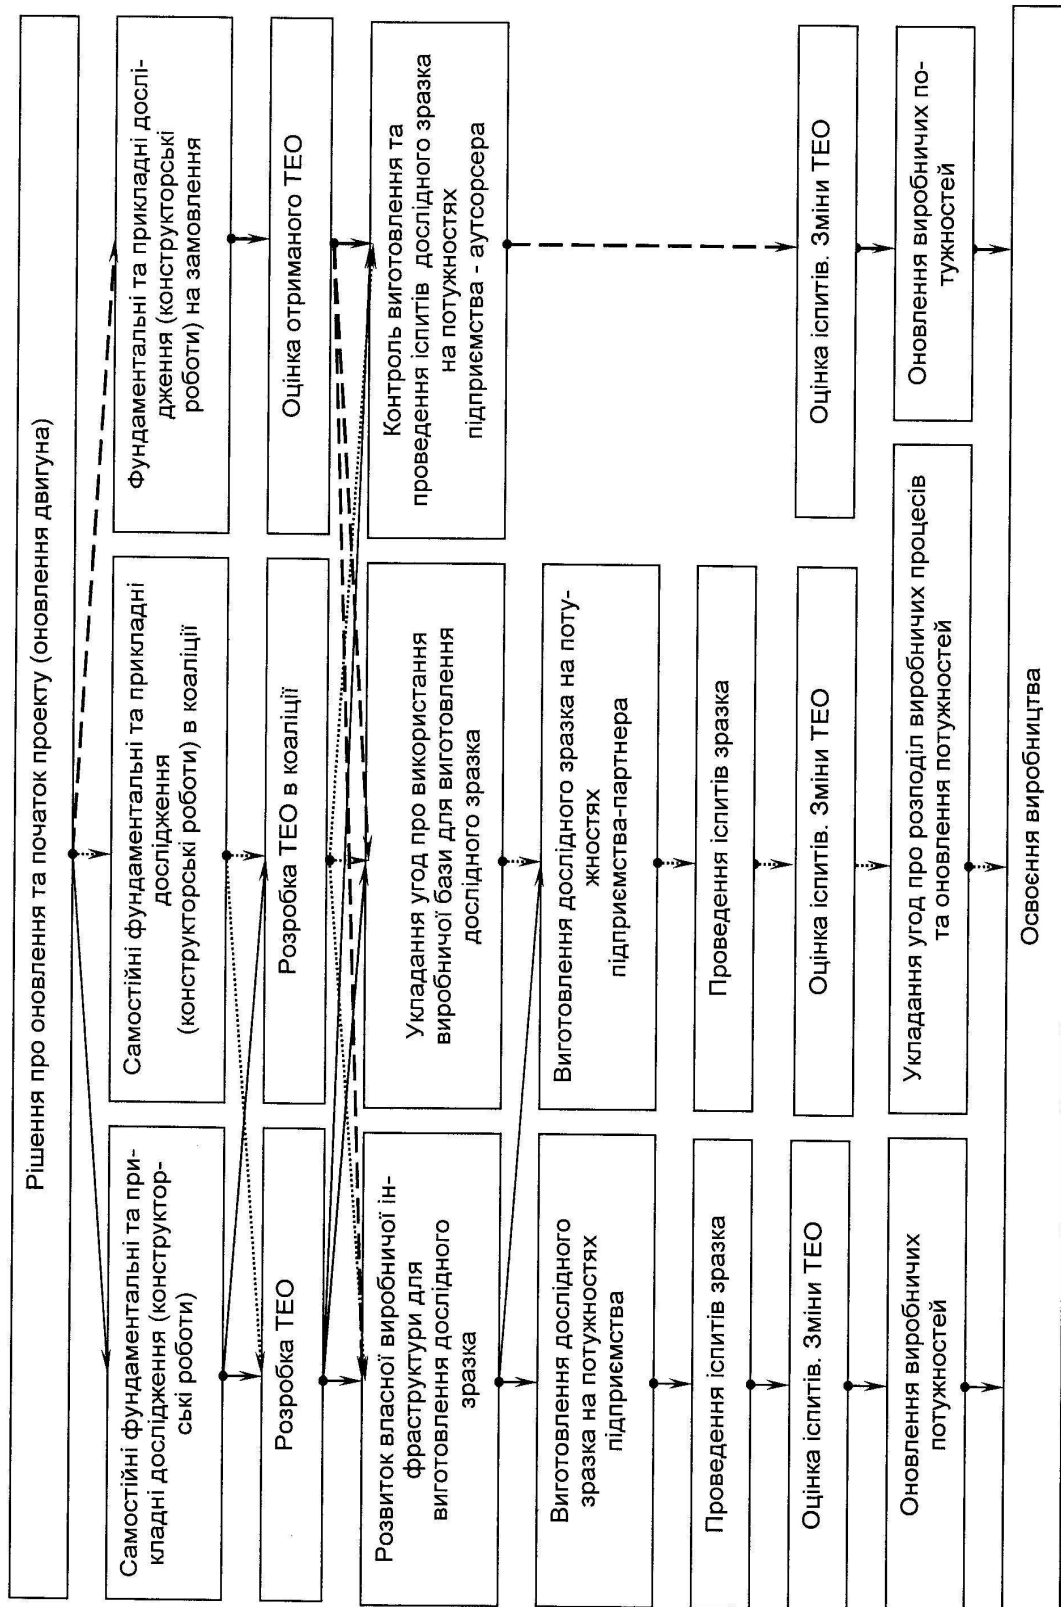 Рішення про оновлення та початок проекту (оновлення двигуна)
Самостійні фундаментальні та при-
кладні дослідження (конструктор-
ські роботи)
Самостійні фундаментальні та прикладні
дослідження
(конструкторські роботи) в коаліції
Фундаментальні та прикладні дослі-
дження (конструкторські
роботи) на замовлення
Розробка ТЕО
Розробка ТЕО в коаліції
Оцінка отриманого ТЕО
Розвиток власної виробничої ін-
фраструктури для
виготовлення дослідного
зразка
Укладання угод про використання
виробничої бази для виготовлення
дослідного зразка
Контроль виготовлення та
проведення іспитів дослідного зразка
на потужностях
підприємства - аутсорсера
Виготовлення дослідного
зразка на потужностях
підприємства
Виготовлення дослідного зразка на поту-
жностях
підприємства-партнера
Проведення іспитів зразка
Проведення іспитів зразка
Оцінка іспитів. Зміни ТЕО
Оцінка іспитів. Зміни ТЕО
Оцінка іспитів. Зміни ТЕО
Оновлення виробничих
потужностей
Укладання угод про розподіл виробничих процесів
та оновлення потужностей
Оновлення виробничих по-
тужностей
Освоєння виробництва